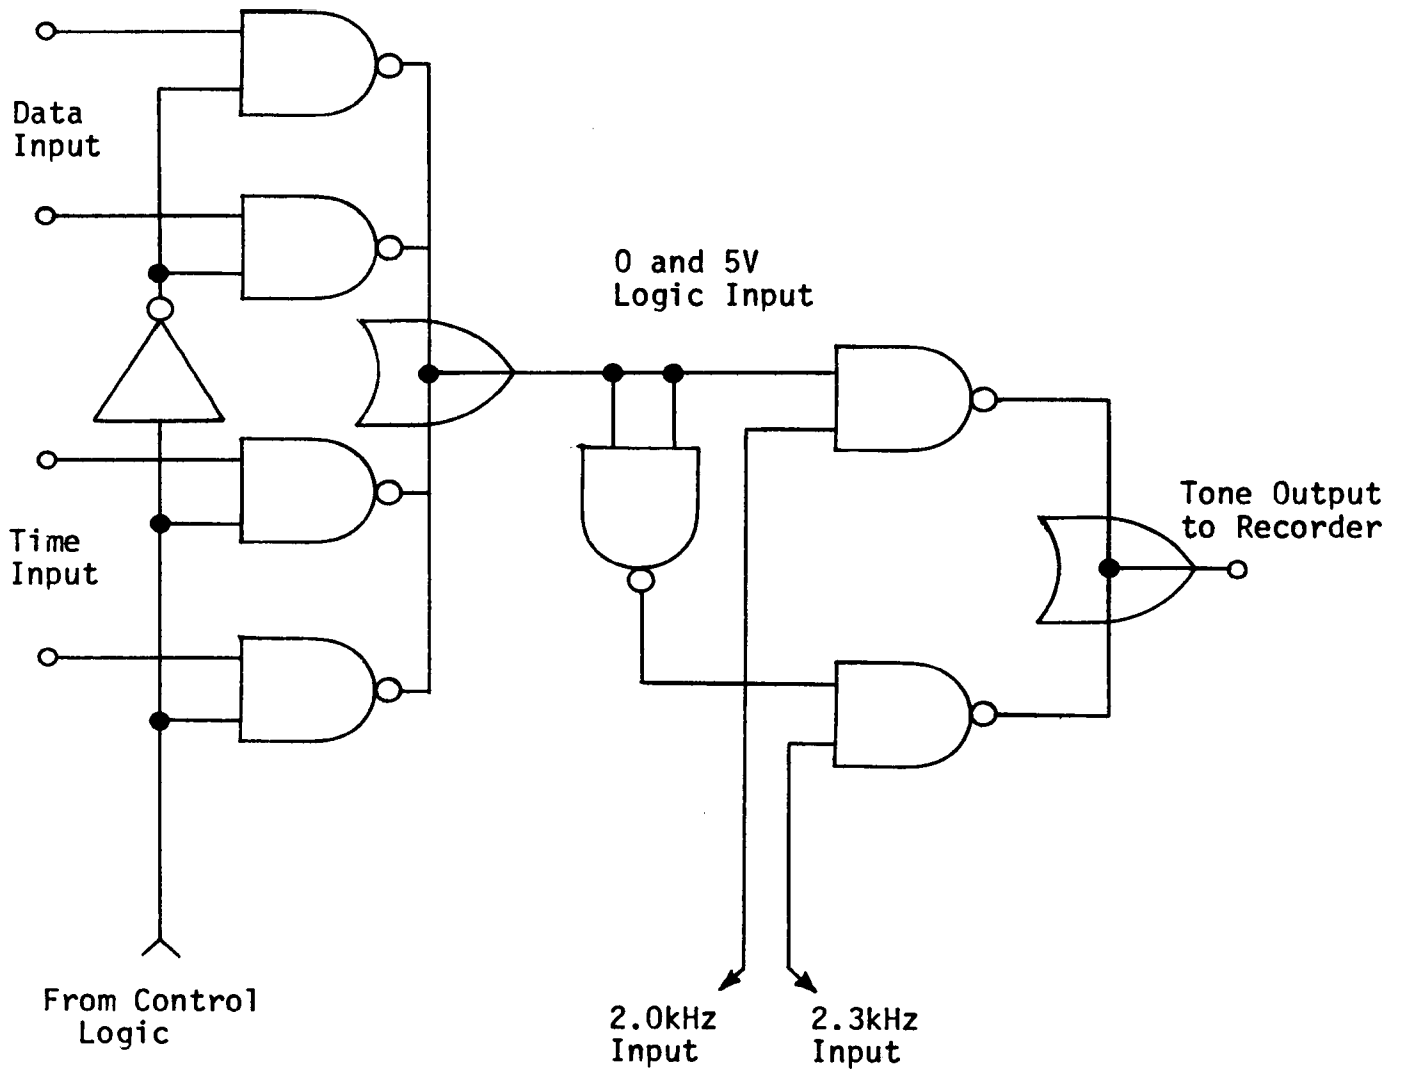 Data
Input
0 and 5V
Logic Input
Tone Output
to Recorder
Time
Input
From Control
Logic
2.0kHz
Input
2.3kHz
Input